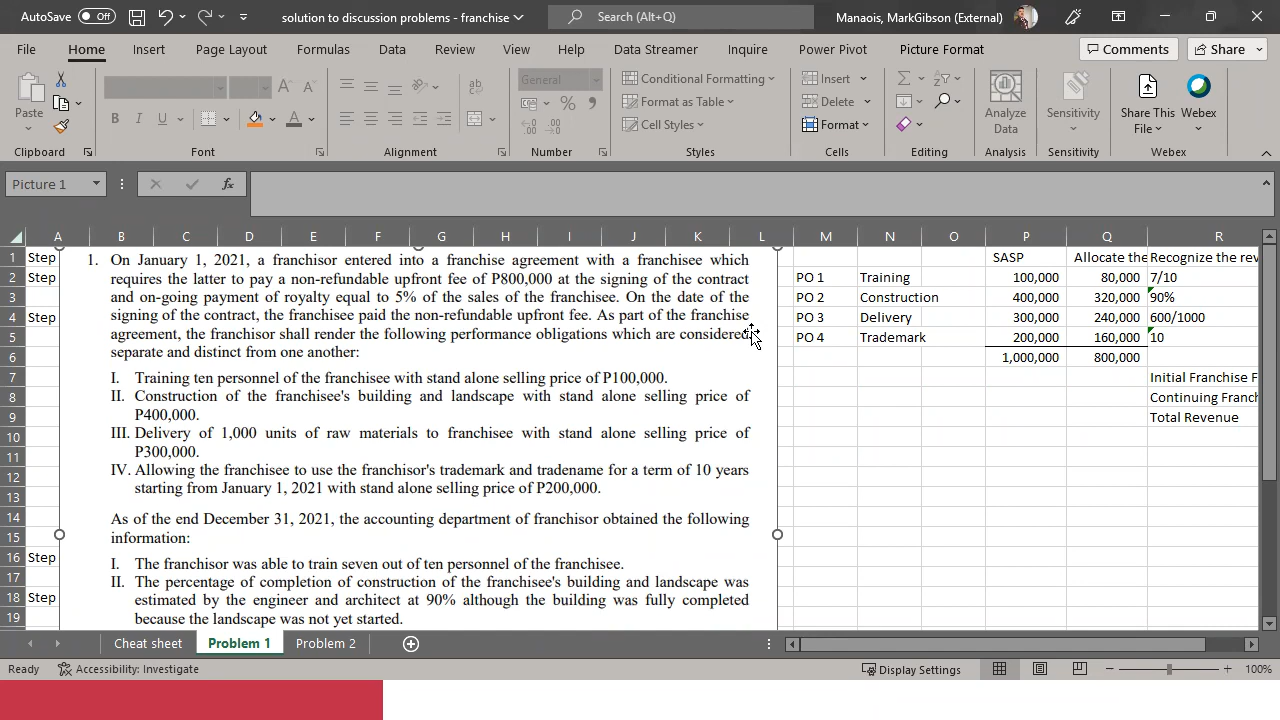 AutoSave Off solution to discussion problems - franchise Search (Alt+Q) Manaois, MarkGibson (External)
File Home Insert Page Layout Formulas Data Review View Help Data Streamer Inquire Power Pivot Picture Format Comments Share
General Conditional Formatting Insert
Paste Format as Table Delete Analyze Data Sensitivity Share This File Webex
B I U A Cell Styles Format
Clipboard Font Alignment Number Styles Cells Editing Analysis Sensitivity Webex
Picture 1 fx
A B C D E F G H I J K L M N O P Q R
1 Step SASP Allocate the Recognize the rev
2 Step PO 1 Training 100,000 80,000 7/10
3 PO 2 Construction 400,000 320,000 90%
4 Step PO 3 Delivery 300,000 240,000 600/1000
5 PO 4 Trademark 200,000 160,000 10
6 1,000,000 800,000
7 Initial Franchise F
8 Continuing Franch
9 Total Revenue
10
11
12
13
14
15
16 Step
17
18 Step
19
1. On January 1, 2021, a franchisor entered into a franchise agreement with a franchisee which
requires the latter to pay a non-refundable upfront fee of P800,000 at the signing of the contract
and on-going payment of royalty equal to 5% of the sales of the franchisee. On the date of the
signing of the contract, the franchisee paid the non-refundable upfront fee. As part of the franchise
agreement, the franchisor shall render the following performance obligations which are considered
separate and distinct from one another:
I. Training ten personnel of the franchisee with stand alone selling price of P100,000.
II. Construction of the franchisee's building and landscape with stand alone selling price of
P400,000.
III. Delivery of 1,000 units of raw materials to franchisee with stand alone selling price of
P300,000.
IV. Allowing the franchisee to use the franchisor's trademark and tradename for a term of 10 years
starting from January 1, 2021 with stand alone selling price of P200,000.
As of the end December 31, 2021, the accounting department of franchisor obtained the following
information:
I. The franchisor was able to train seven out of ten personnel of the franchisee.
II. The percentage of completion of construction of the franchisee's building and landscape was
estimated by the engineer and architect at 90% although the building was fully completed
because the landscape was not yet started.
Cheat sheet Problem 1 Problem 2
Ready Accessibility: Investigate Display Settings 100%